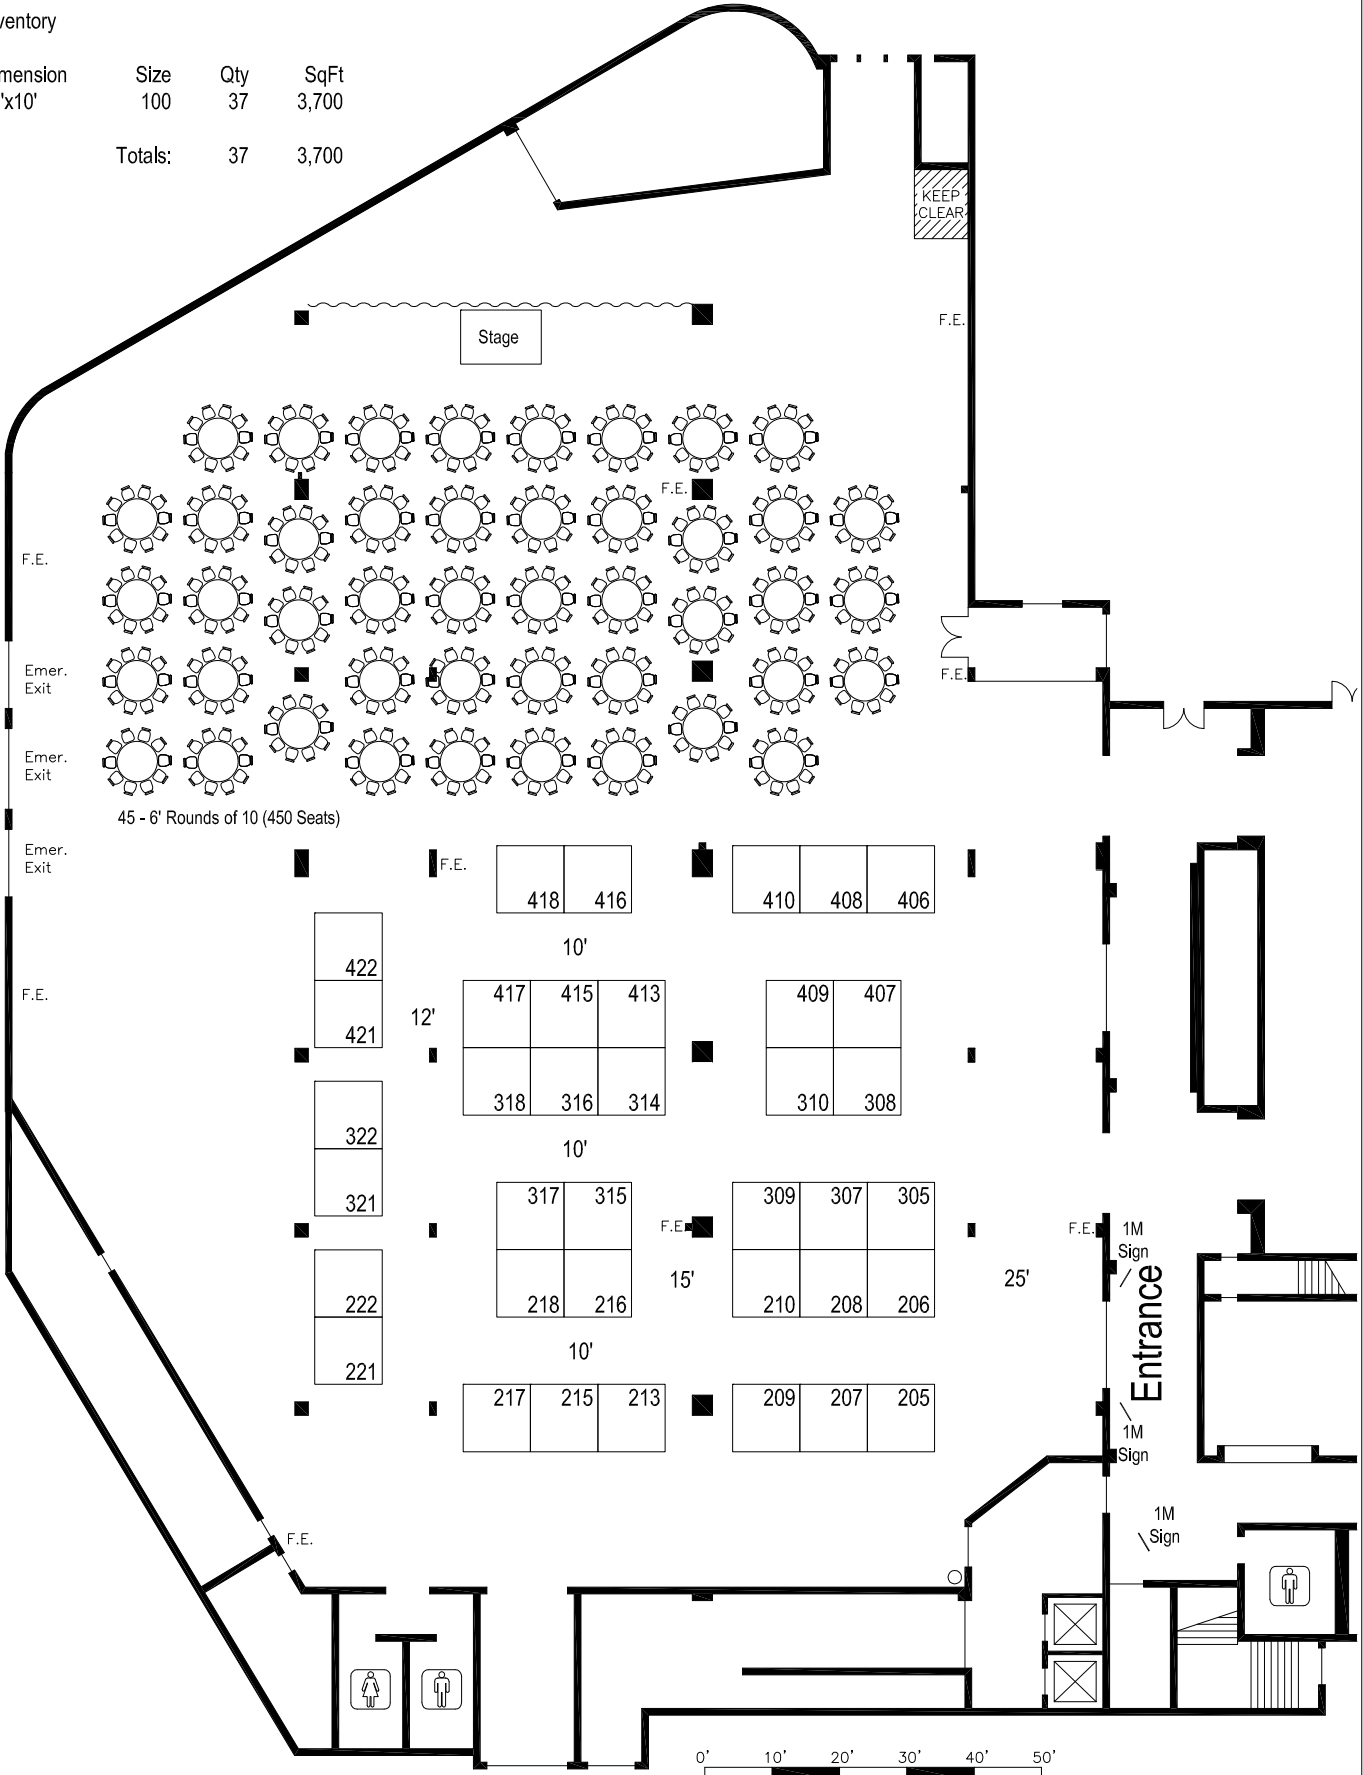 ventory
mension Size Qty SqFt
'x10' 100 37 3,700
Totals: 37 3,700
KEEP
CLEAR
F.E.
Stage
F.E.
F.E.
Emer.
Exit
F.E.
Emer.
Exit
45 - 6' Rounds of 10 (450 Seats)
Emer.
Exit
F.E.
418 416 410 408 406
10'
422
F.E.
417 415 413 409 407
12'
421
318 316 314 310 308
322
10'
321
317 315 309 307 305
F.E.
F.E.
1M
Sign
15'
25'
222
218 216 210 208 206
Entrance
10'
221
217 215 213 209 207 205
1M
Sign
1M
Sign
F.E.
0' 10' 20' 30' 40' 50'